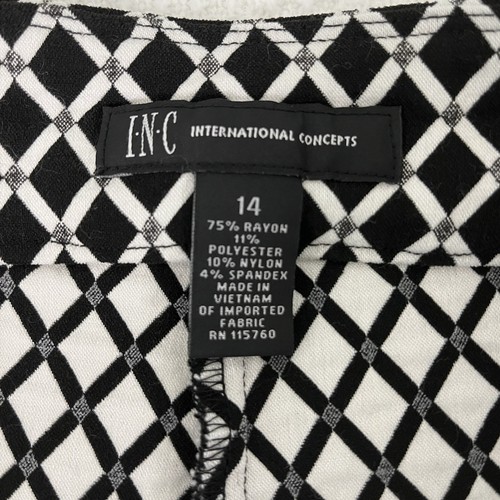 I·N·C INTERNATIONAL CONCEPTS
14
75% RAYON
11%
POLYESTER
10% NYLON
4% SPANDEX
MADE IN
VIETNAM
OF IMPORTED
FABRIC
RN 115760